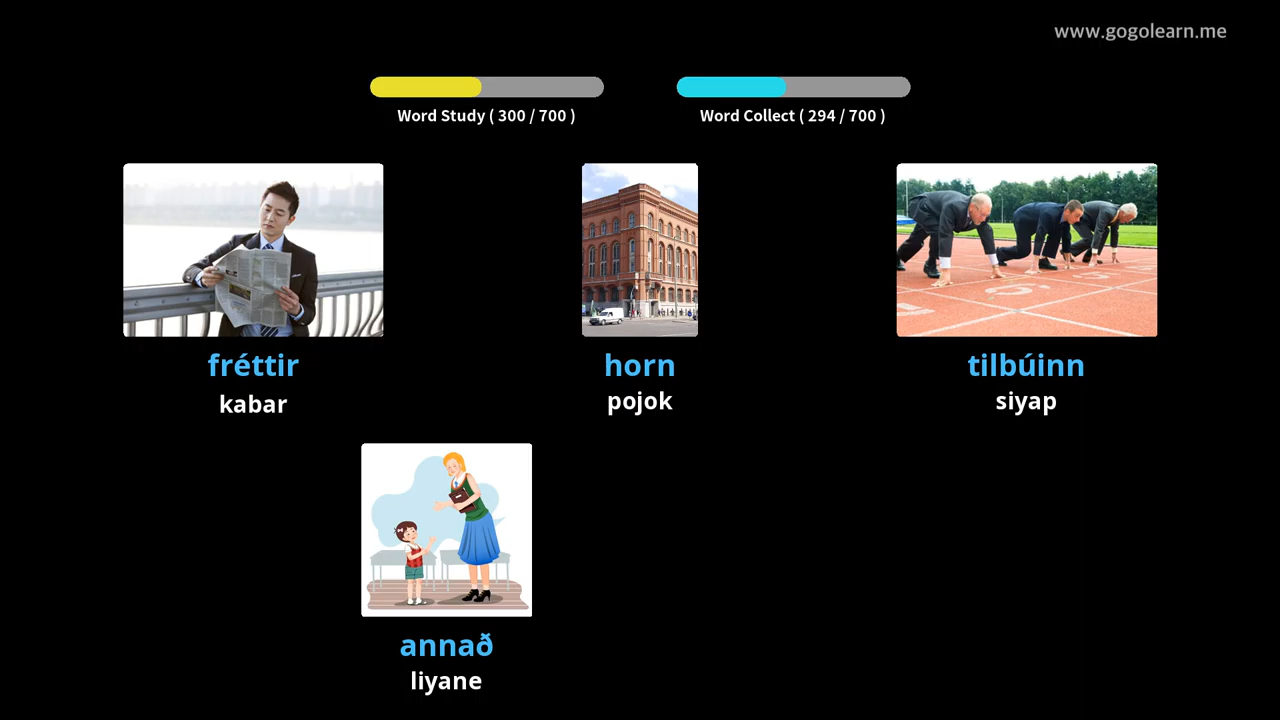 www.gogolearn.me
Word Study ( 300 / 700 )
Word Collect ( 294 / 700 )
fréttir
kabar
horn
pojok
tilbúinn
siyap
annað
liyane